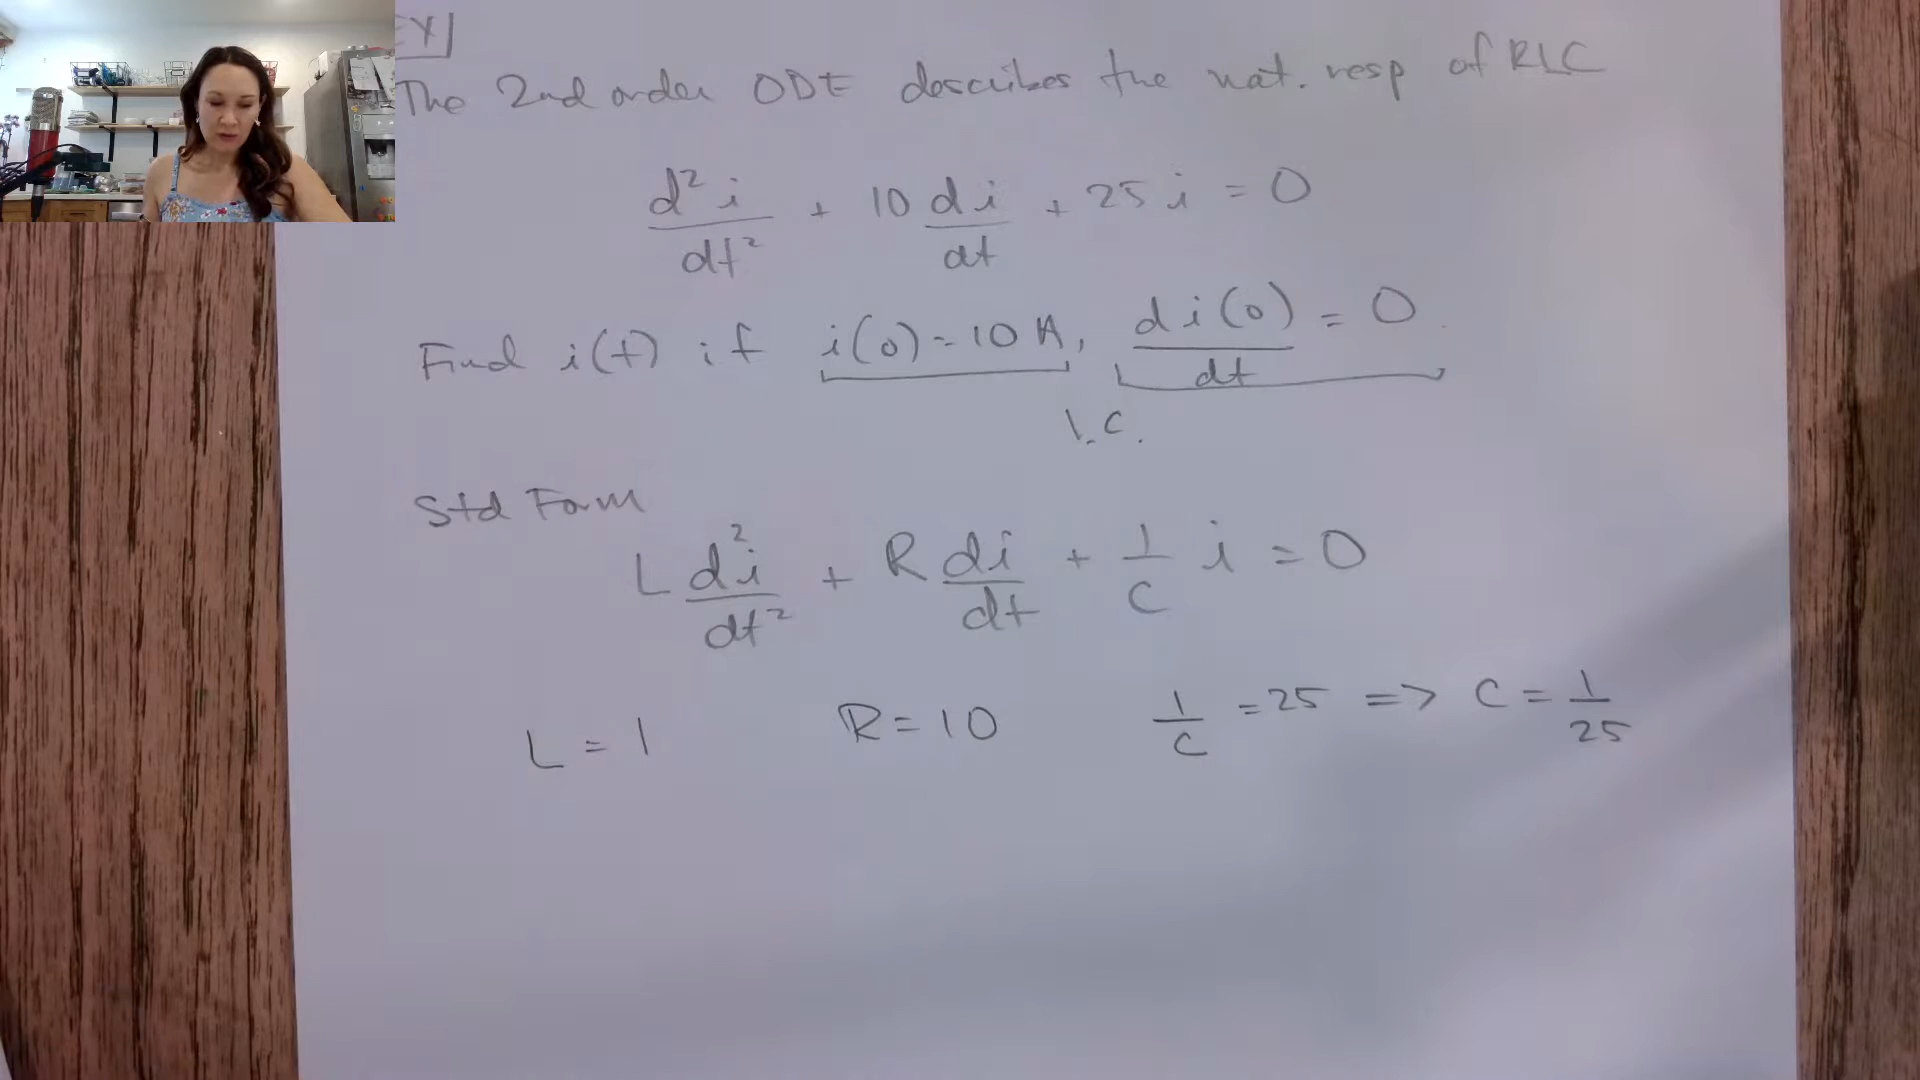 EX
The 2nd order ODE describes the nat. resp of RLC
d²i/dt² + 10 di/dt + 25 i = 0
Find i(t) if i(0) = 10 A, di(0)/dt = 0.
I.C.
Std Form
L d²i/dt² + R di/dt + 1/C i = 0
L = 1 R = 10 1/C = 25 => C = 1/25